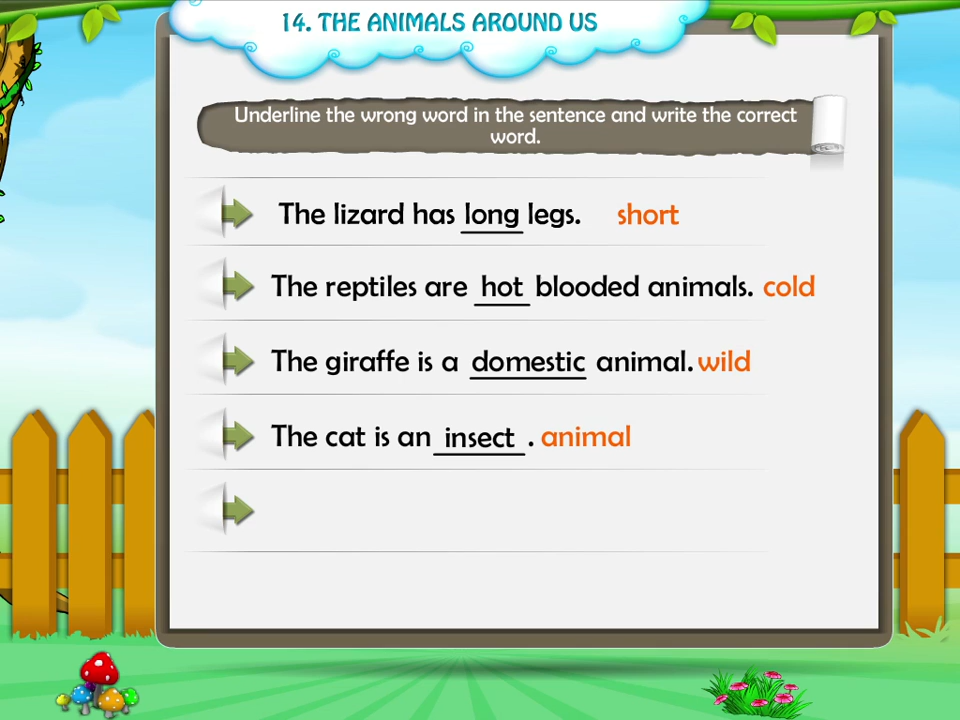 14. THE ANIMALS AROUND US
Underline the wrong word in the sentence and write the correct
word.
The lizard has long legs. short
The reptiles are hot blooded animals. cold
The giraffe is a domestic animal. wild
The cat is an insect. animal